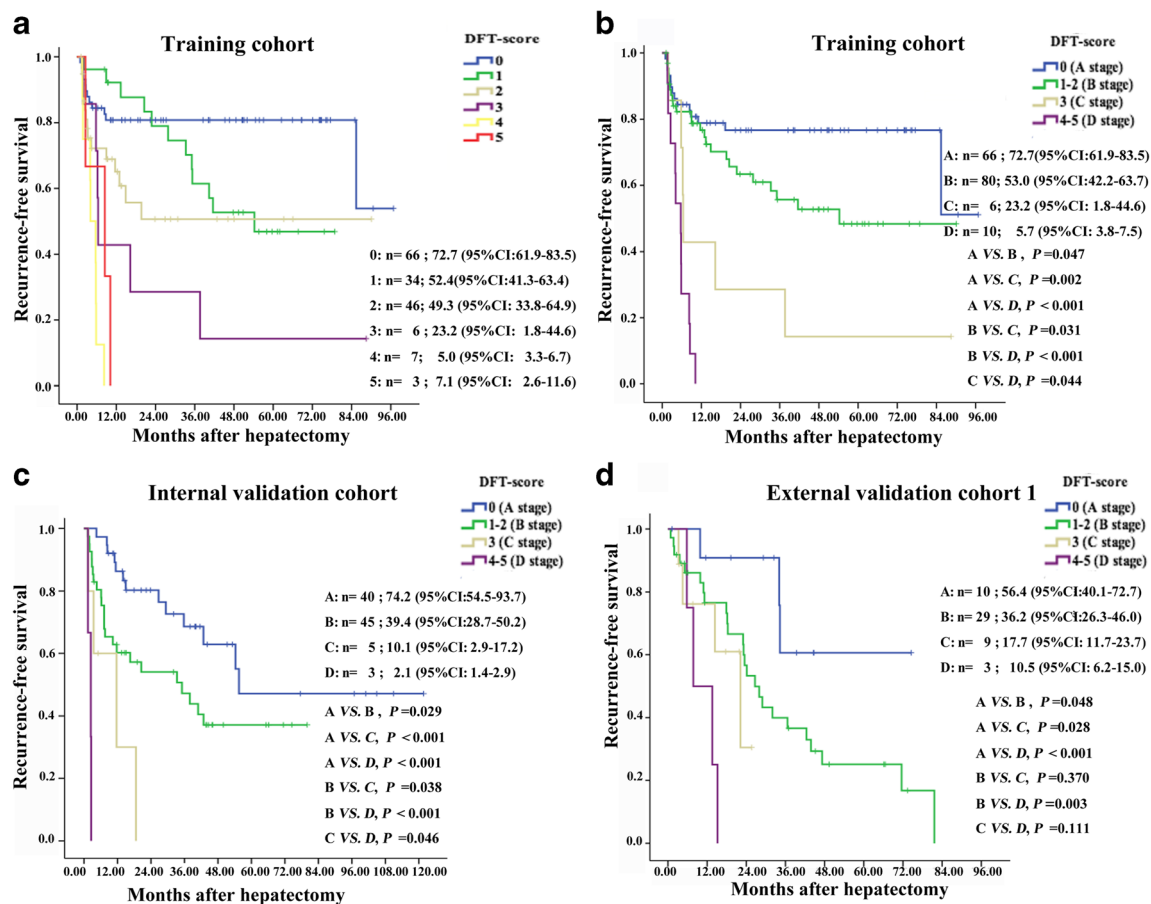 a
Training cohort
DFT-score
0
1
2
3
4
5
Recurrence-free survival
1.0
0.8
0.6
0.4
0.2
0.0
0: n= 66 ; 72.7 (95%CI:61.9-83.5)
1: n= 34; 52.4(95%CI:41.3-63.4)
2: n= 46; 49.3 (95%CI: 33.8-64.9)
3: n= 6 ; 23.2 (95%CI: 1.8-44.6)
4: n= 7; 5.0 (95%CI: 3.3-6.7)
5: n= 3 ; 7.1 (95%CI: 2.6-11.6)
0.00 12.00 24.00 36.00 48.00 60.00 72.00 84.00 96.00
Months after hepatectomy
b
Training cohort
DFT-score
0 (A stage)
1-2 (B stage)
3 (C stage)
4-5 (D stage)
Recurrence-free survival
1.0
0.8
0.6
0.4
0.2
0.0
A: n= 66 ; 72.7(95%CI:61.9-83.5)
B: n= 80; 53.0 (95%CI:42.2-63.7)
C: n= 6; 23.2 (95%CI: 1.8-44.6)
D: n= 10; 5.7 (95%CI: 3.8-7.5)
A VS. B , P =0.047
A VS. C, P =0.002
A VS. D, P < 0.001
B VS. C, P =0.031
B VS. D, P < 0.001
C VS. D, P =0.044
0.00 12.00 24.00 36.00 48.00 60.00 72.00 84.00 96.00
Months after hepatectomy
c
Internal validation cohort
DFT-score
0 (A stage)
1-2 (B stage)
3 (C stage)
4-5 (D stage)
Recurrence-free survival
1.0
0.8
0.6
0.4
0.2
0.0
A: n= 40 ; 74.2 (95%CI:54.5-93.7)
B: n= 45 ; 39.4 (95%CI:28.7-50.2)
C: n= 5 ; 10.1 (95%CI: 2.9-17.2)
D: n= 3 ; 2.1 (95%CI: 1.4-2.9)
A VS. B , P =0.029
A VS. C, P < 0.001
A VS. D, P < 0.001
B VS. C, P =0.038
B VS. D, P < 0.001
C VS. D, P =0.046
0.00 12.00 24.00 36.00 48.00 60.00 72.00 84.00 96.00 108.00 120.00
Months after hepatectomy
d
External validation cohort 1
DFT-score
0 (A stage)
1-2 (B stage)
3 (C stage)
4-5 (D stage)
Recurrence-free survival
1.0
0.8
0.6
0.4
0.2
0.0
A: n= 10 ; 56.4 (95%CI:40.1-72.7)
B: n= 29 ; 36.2 (95%CI:26.3-46.0)
C: n= 9 ; 17.7 (95%CI: 11.7-23.7)
D: n= 3 ; 10.5 (95%CI: 6.2-15.0)
A VS. B , P =0.048
A VS. C, P =0.028
A VS. D, P < 0.001
B VS. C, P =0.370
B VS. D, P =0.003
C VS. D, P =0.111
0.00 12.00 24.00 36.00 48.00 60.00 72.00 84.00 96.00
Months after hepatectomy